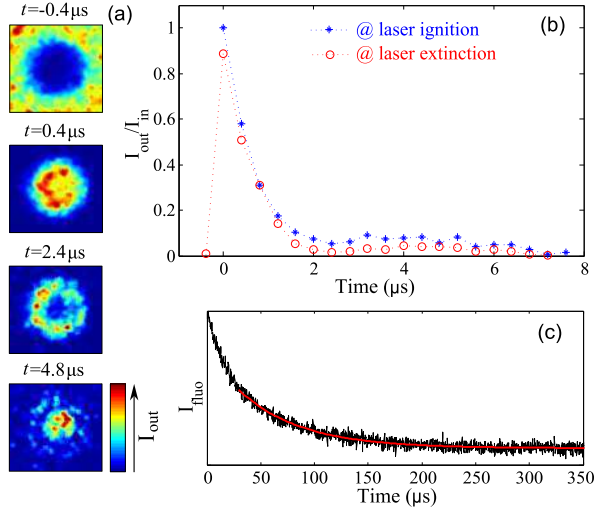 (a)
t=-0.4μs
t=0.4μs
t=2.4μs
t=4.8μs
I_out
(b)
@ laser ignition
@ laser extinction
I_out/I_in
1
0.8
0.6
0.4
0.2
0
0 2 4 6 8
Time (μs)
(c)
I_fluo
0 50 100 150 200 250 300 350
Time (μs)